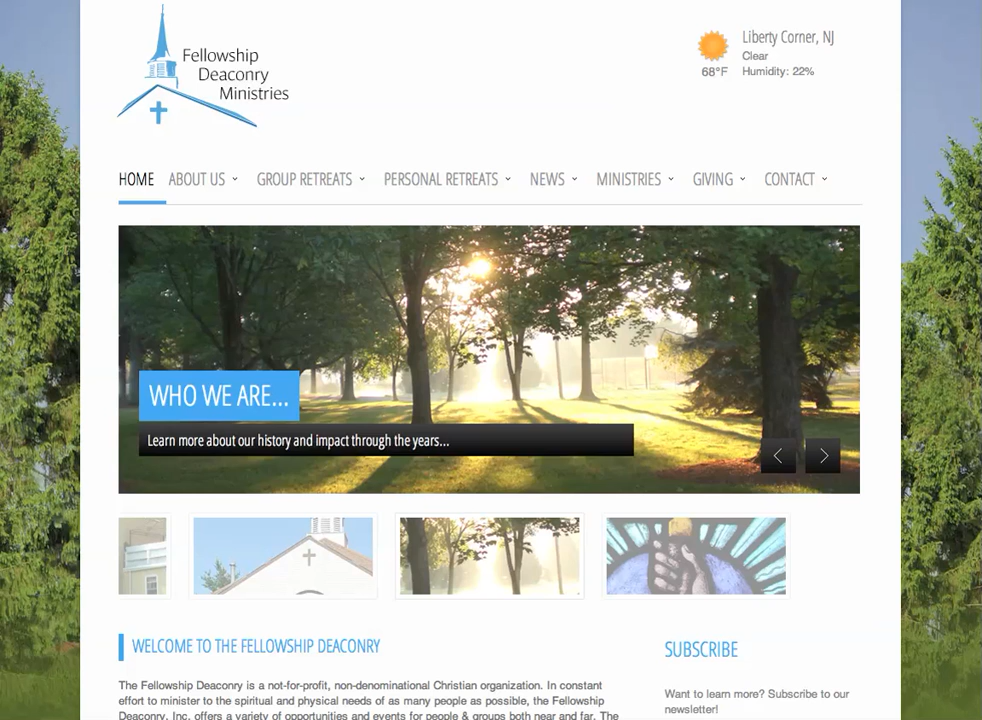 Fellowship
Deaconry
Ministries
Liberty Corner, NJ
Clear
68°F
Humidity: 22%
HOME ABOUT US GROUP RETREATS PERSONAL RETREATS NEWS MINISTRIES GIVING CONTACT
WHO WE ARE...
Learn more about our history and impact through the years...
WELCOME TO THE FELLOWSHIP DEACONRY
The Fellowship Deaconry is a not-for-profit, non-denominational Christian organization. In constant
effort to minister to the spiritual and physical needs of as many people as possible, the Fellowship
Deaconry, Inc. offers a variety of opportunities and events for people & groups both near and far. The
SUBSCRIBE
Want to learn more? Subscribe to our
newsletter!